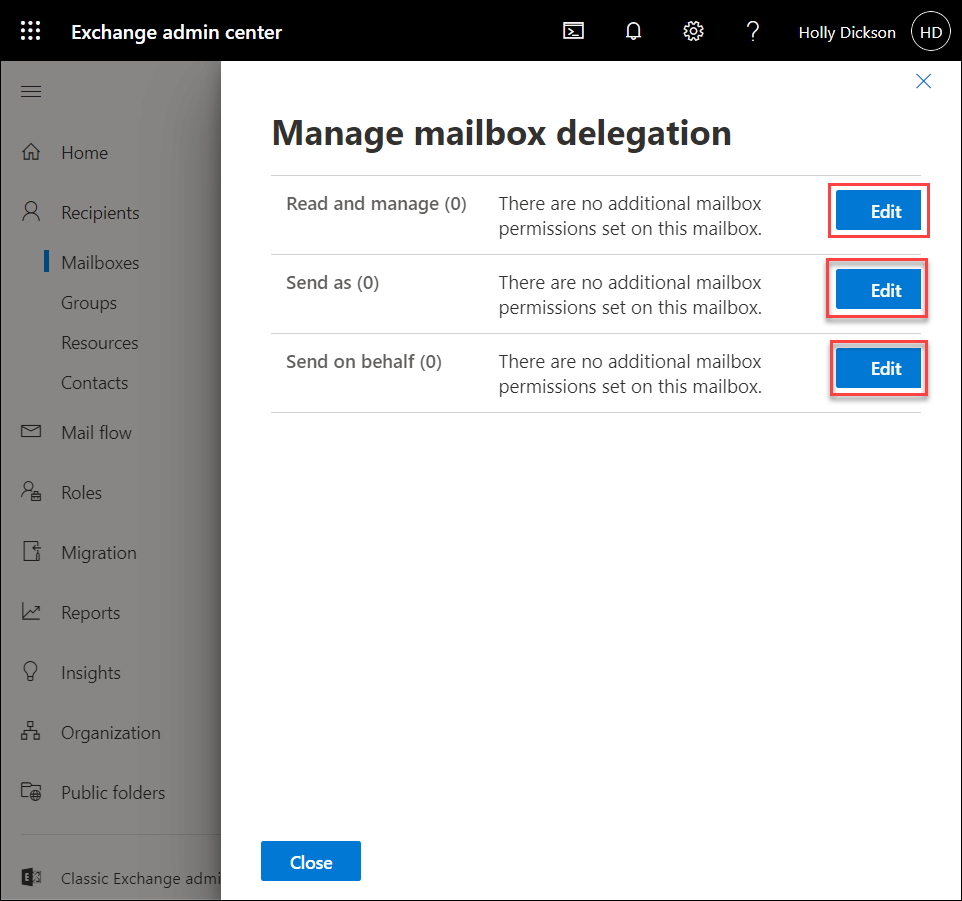 Exchange admin center
Holly Dickson
HD
Home
Recipients
Mailboxes
Groups
Resources
Contacts
Mail flow
Roles
Migration
Reports
Insights
Organization
Public folders
Classic Exchange admi
Manage mailbox delegation
Read and manage (0)
There are no additional mailbox
permissions set on this mailbox.
Edit
Send as (0)
There are no additional mailbox
permissions set on this mailbox.
Edit
Send on behalf (0)
There are no additional mailbox
permissions set on this mailbox.
Edit
Close